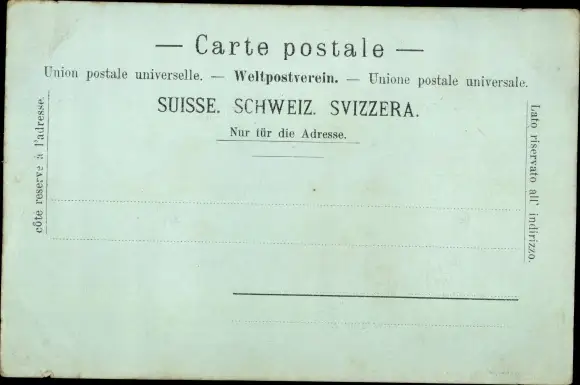 — Carte postale —
Union postale universelle. — Weltpostverein. — Unione postale universale.
SUISSE. SCHWEIZ. SVIZZERA.
Nur für die Adresse.
côté réservé à l'adresse.
Lato riservato all' indirizzo.